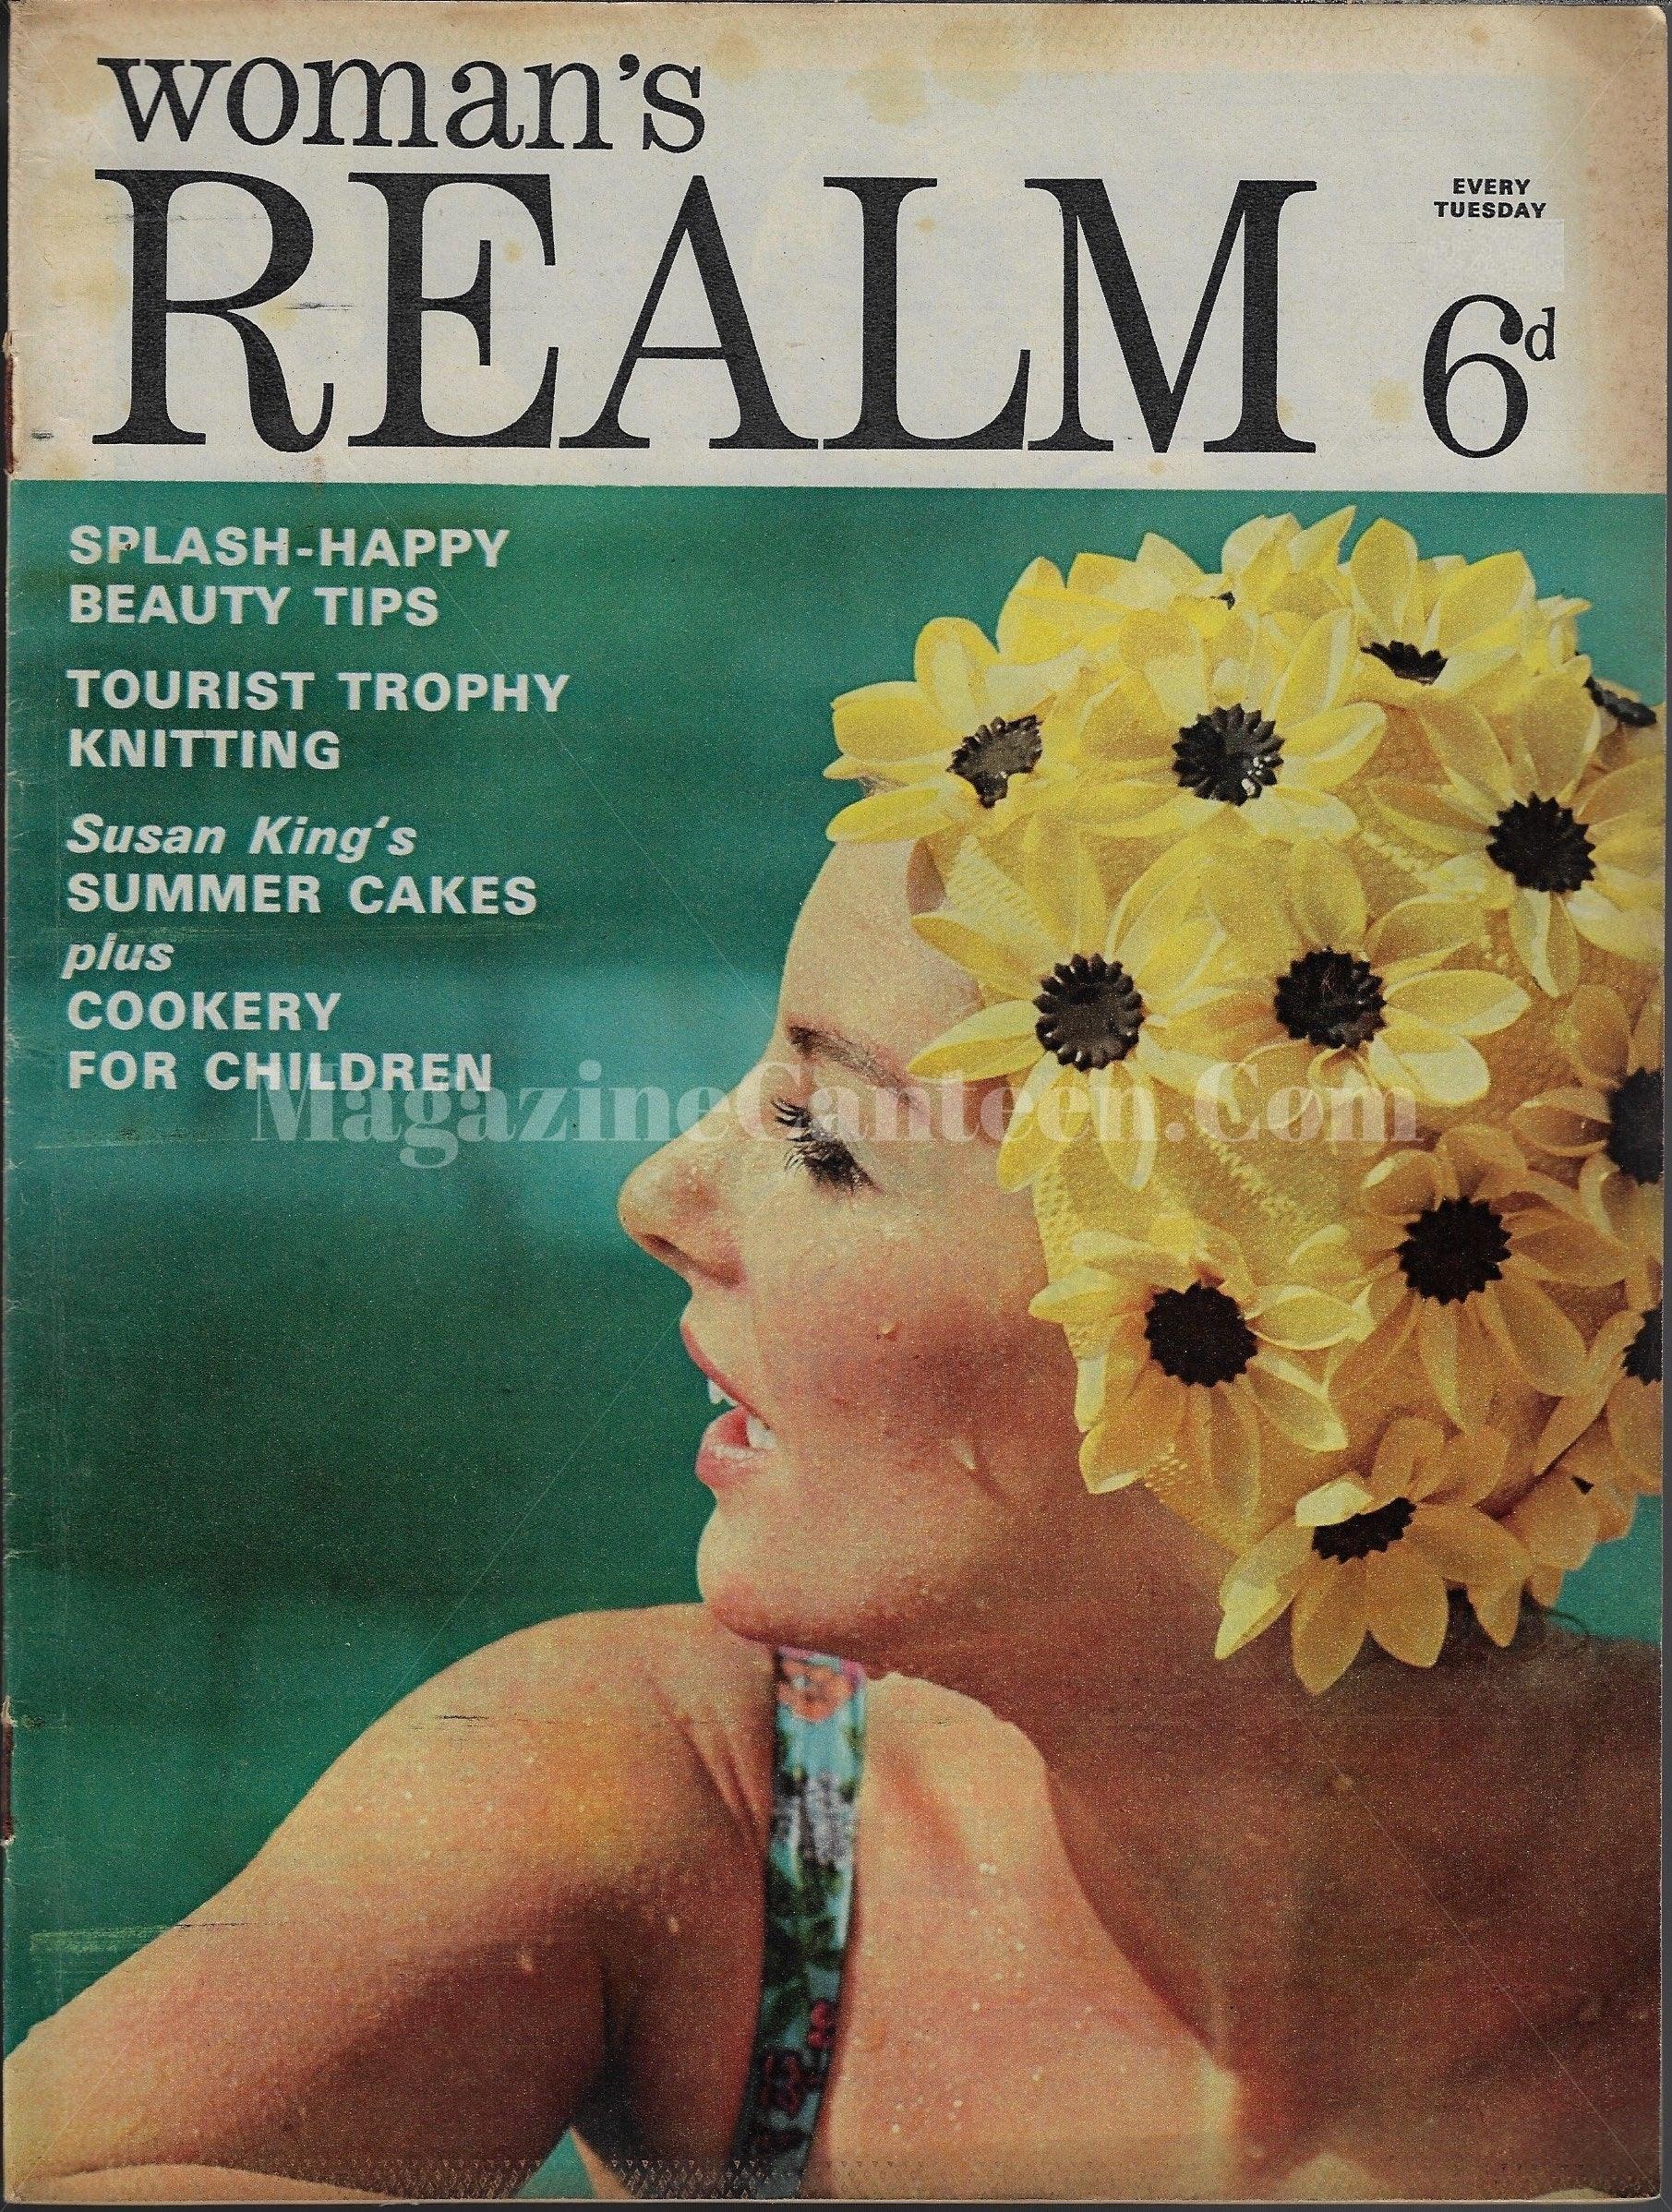 woman's
REALM
EVERY
TUESDAY
6d
SPLASH-HAPPY
BEAUTY TIPS
TOURIST TROPHY
KNITTING
Susan King's
SUMMER CAKES
plus
COOKERY
FOR CHILDREN
MagazineCanteen.Com